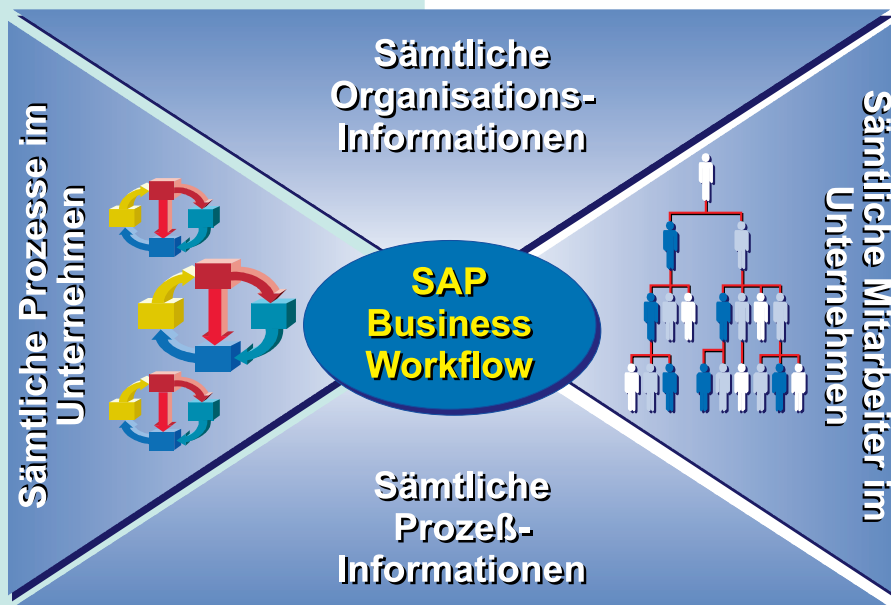 Sämtliche
Organisations-
Informationen
Sämtliche Prozesse im
Unternehmen
SAP
Business
Workflow
Sämtliche Mitarbeiter im
Unternehmen
Sämtliche
Prozeß-
Informationen